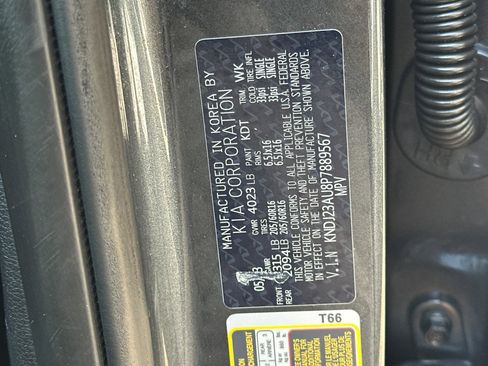 MANUFACTURED IN KOREA BY
KIA CORPORATION
GVWR 4023 LB PAINT KDT TRIM: WK
TIRES RIMS COLD TIRE INFL
205/60R16 6.5Jx16 33psi SINGLE
205/60R16 6.5Jx16 33psi SINGLE
GAWR
FRONT 315 LB
REAR 2094LB
THIS VEHICLE CONFORMS TO ALL APPLICABLE U.S.A. FEDERAL
MOTOR VEHICLE SAFETY AND THEFT PREVENTION STANDARDS
IN EFFECT ON THE DATE OF MANUFACTURE SHOWN ABOVE.
V.I.N KNDJ23AU8P7889567
MPV
T66